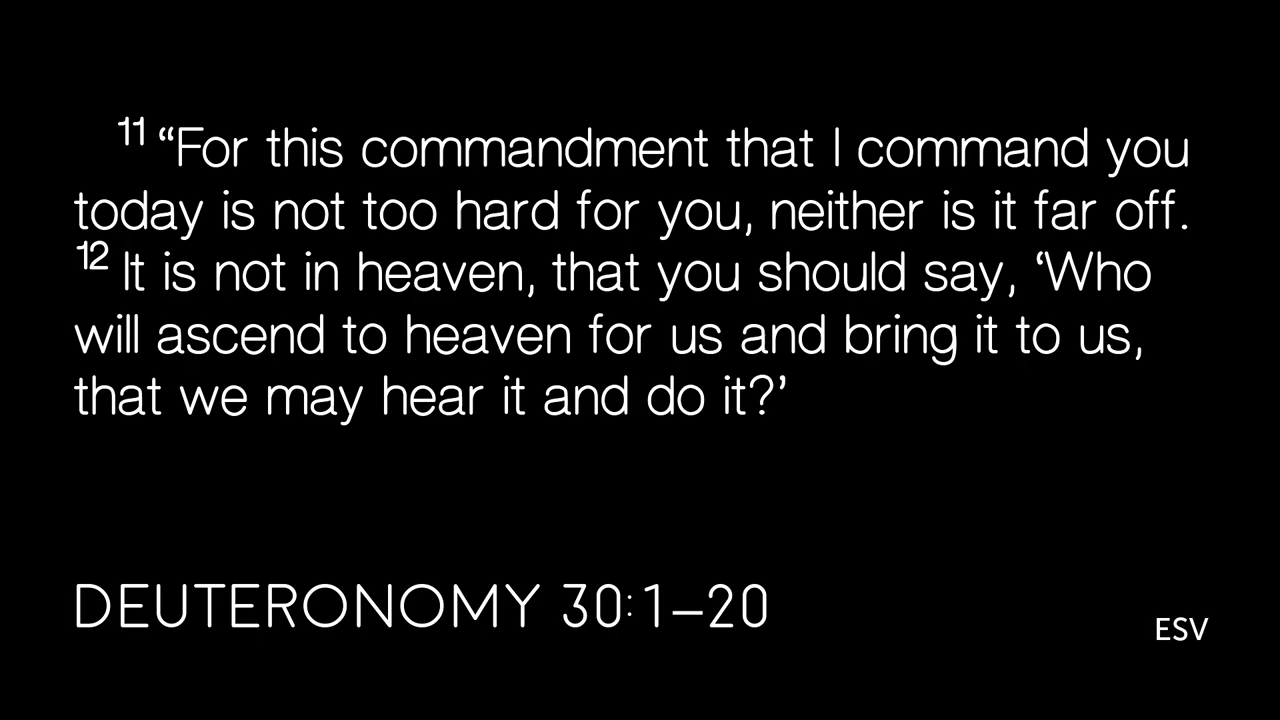 11 “For this commandment that I command you
today is not too hard for you, neither is it far off.
12 It is not in heaven, that you should say, ‘Who
will ascend to heaven for us and bring it to us,
that we may hear it and do it?’
DEUTERONOMY 30:1–20
ESV